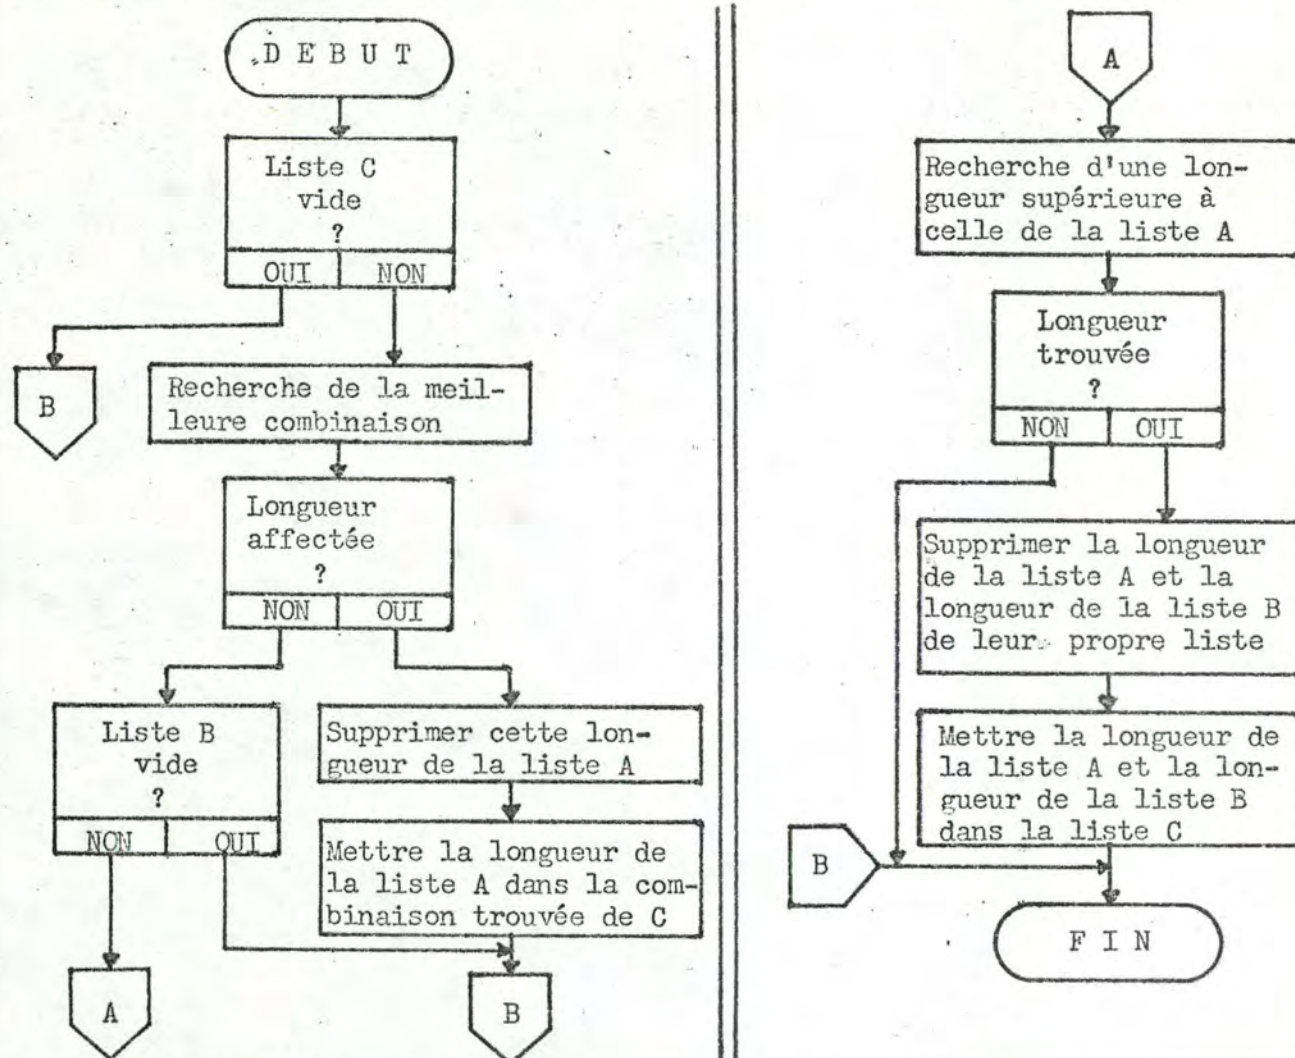 D E B U T
Liste C
vide
?
OUI
NON
B
Recherche de la meil-
leure combinaison
Longueur
affectée
?
NON
OUI
Liste B
vide
?
NON
OUI
Supprimer cette lon-
gueur de la liste A
Mettre la longueur de
la liste A dans la com-
binaison trouvée de C
A
B
A
Recherche d'une lon-
gueur supérieure à
celle de la liste A
Longueur
trouvée
?
NON
OUI
Supprimer la longueur
de la liste A et la
longueur de la liste B
de leur propre liste
Mettre la longueur de
la liste A et la lon-
gueur de la liste B
dans la liste C
B
F I N